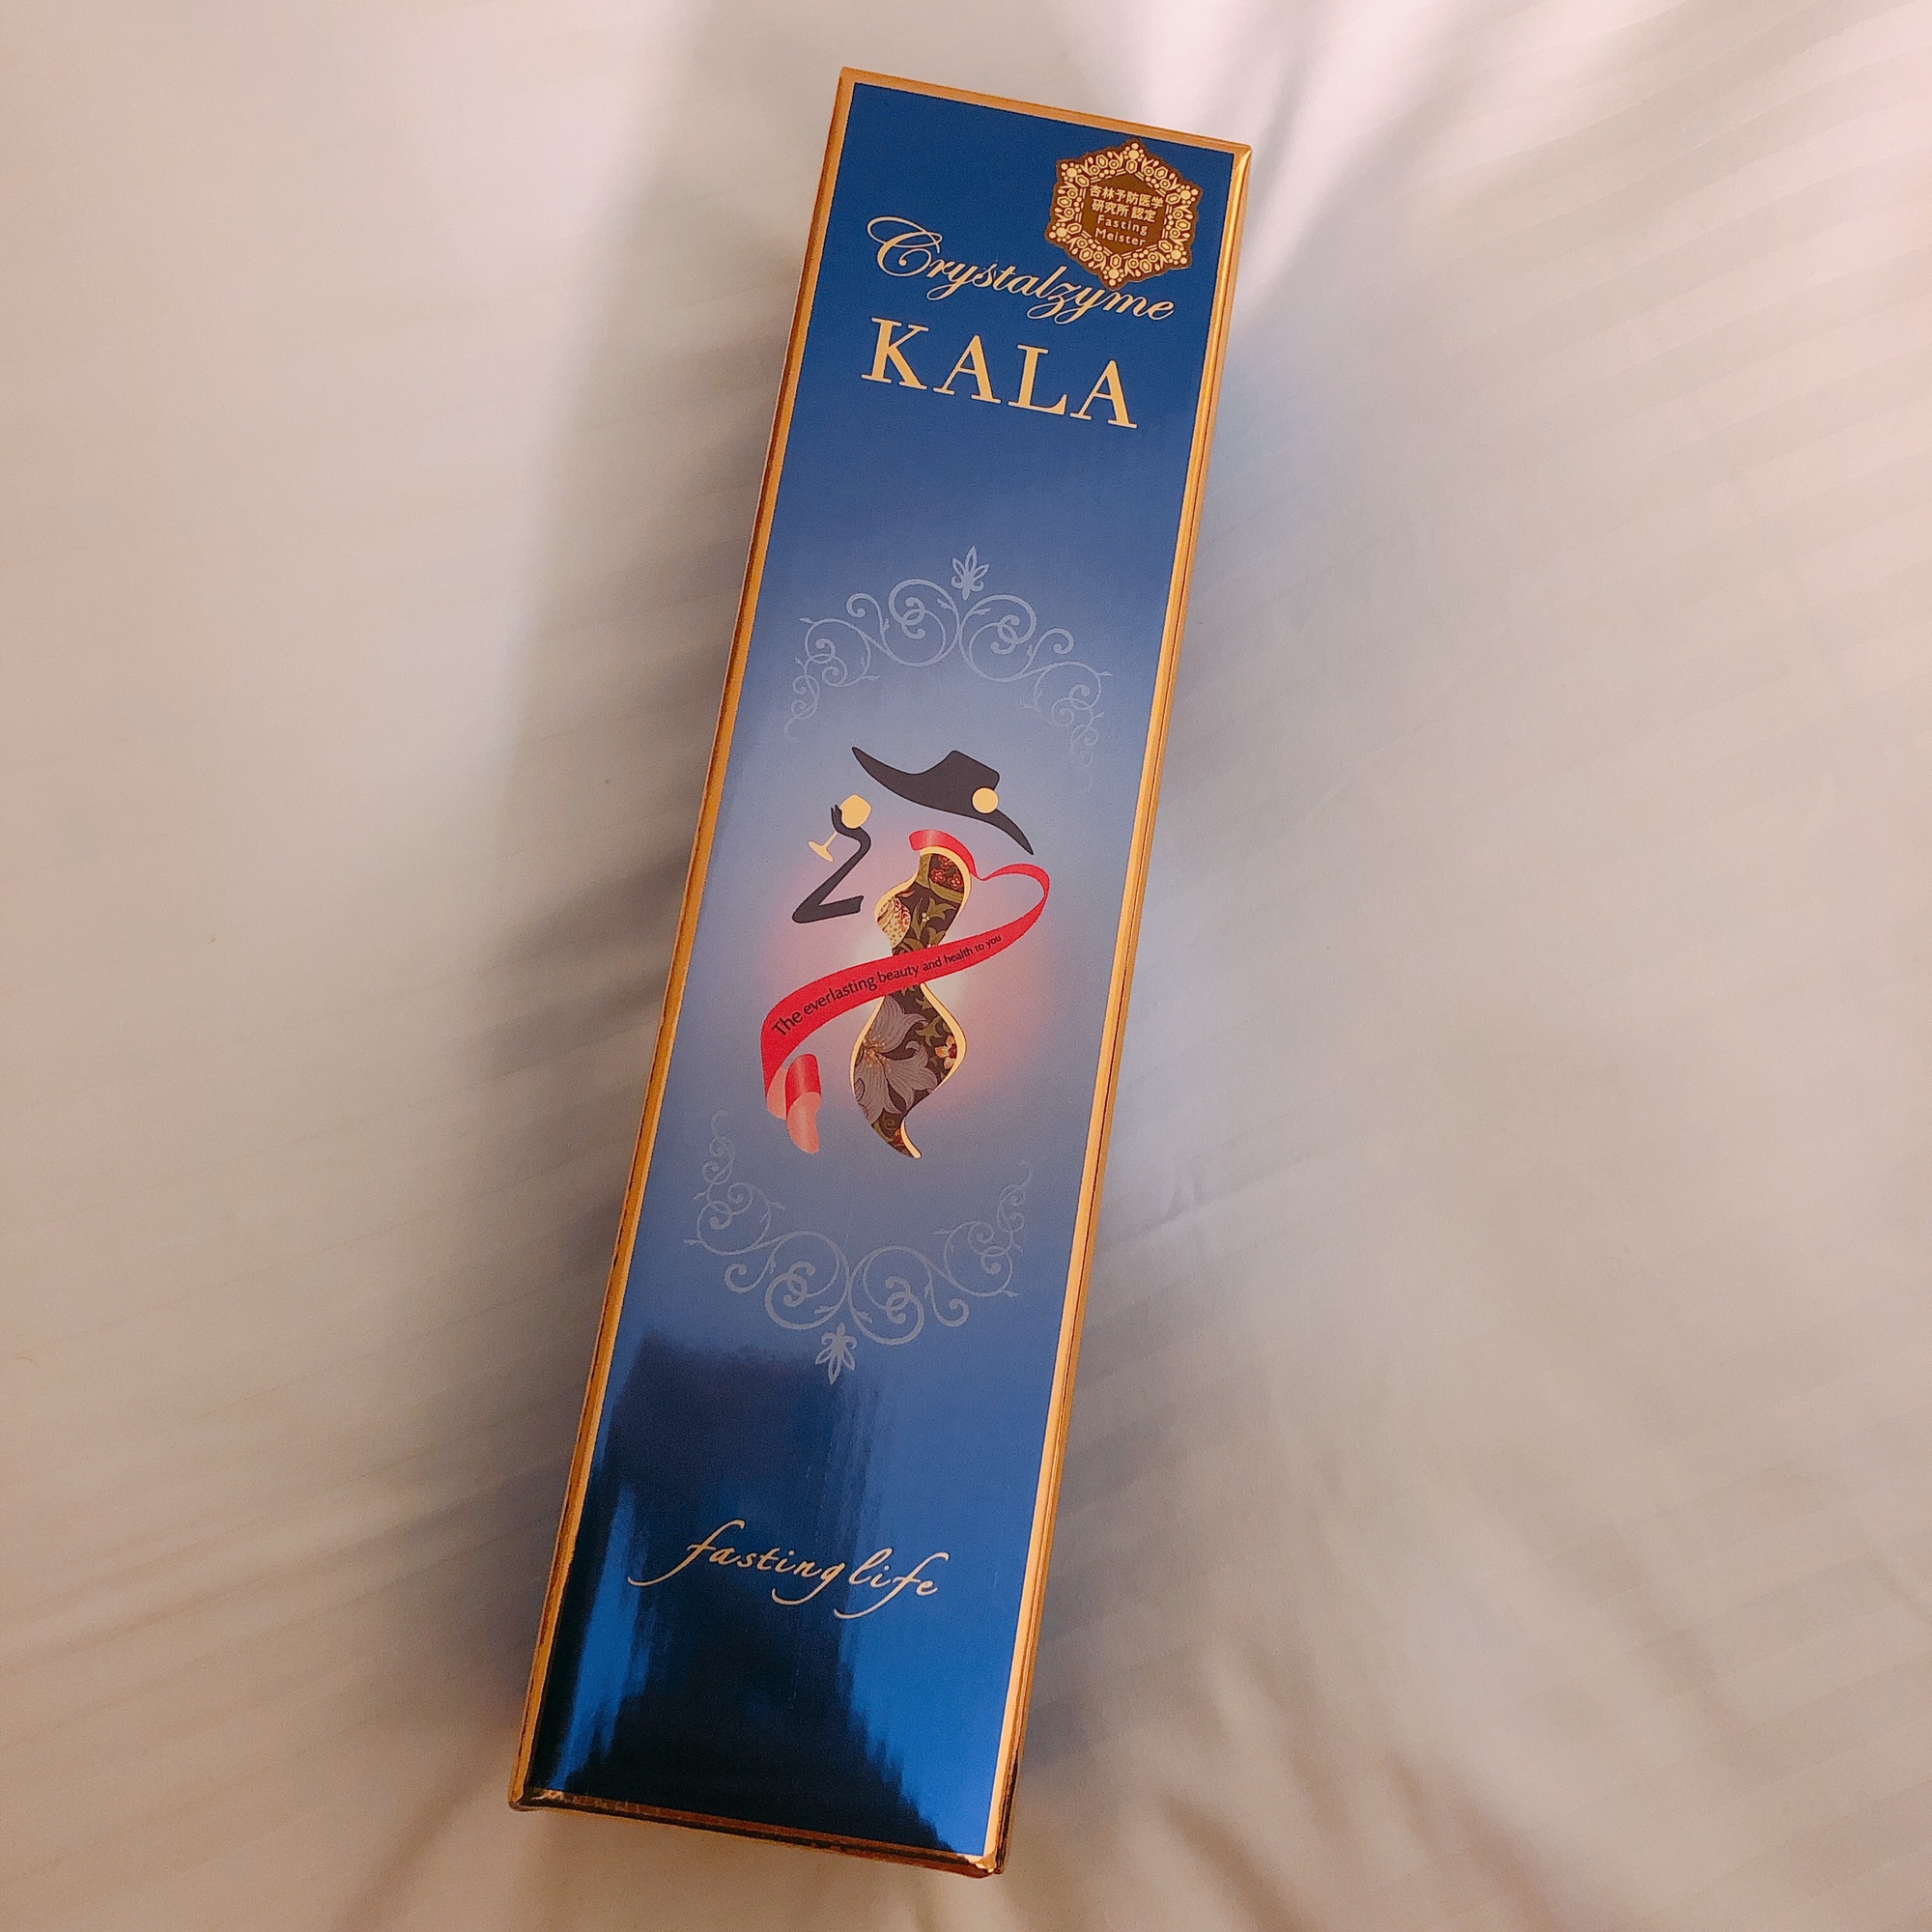 杏林予防医学
研究所 認定
Fasting
Meister
Crystalzyme
KALA
The everlasting beauty and health to you
fasting life